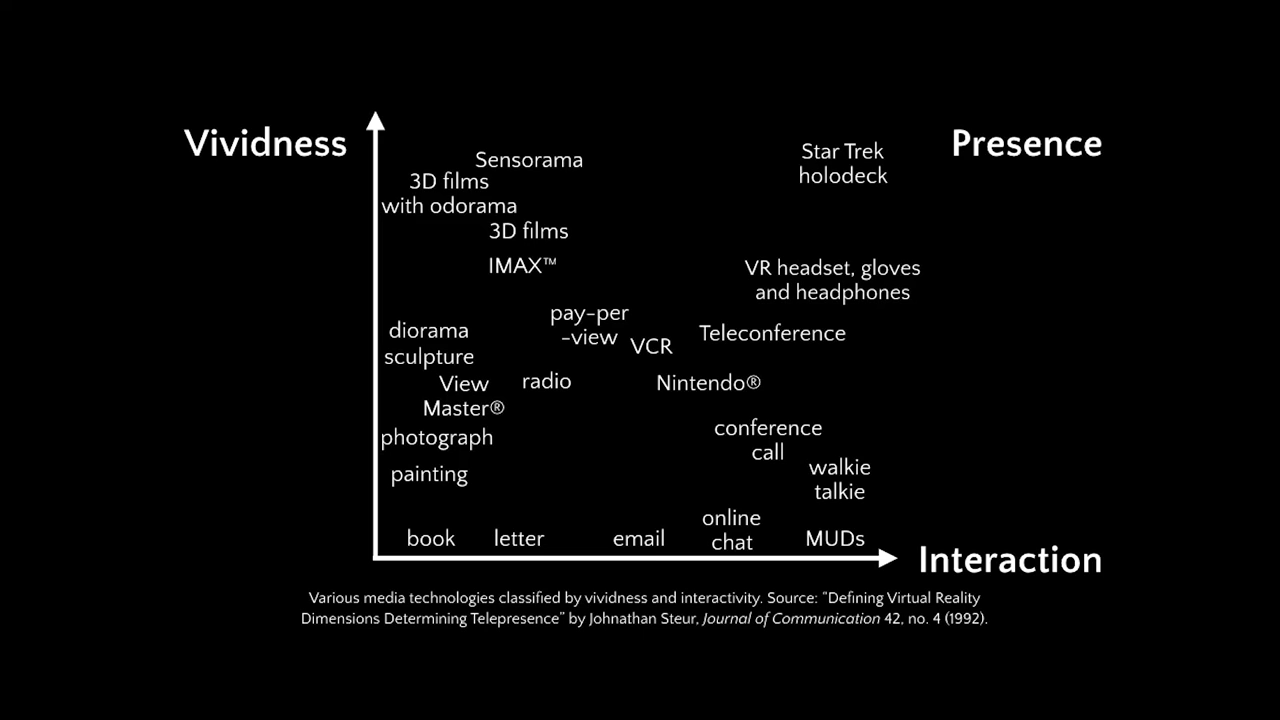 Vividness
Presence
Sensorama
Star Trek
holodeck
3D films
with odorama
3D films
IMAX™
VR headset, gloves
and headphones
pay-per
-view
diorama
VCR
Teleconference
sculpture
View
Master®
radio
Nintendo®
photograph
conference
call
painting
walkie
talkie
book
letter
email
online
chat
MUDs
Interaction
Various media technologies classified by vividness and interactivity. Source: “Defining Virtual Reality
Dimensions Determining Telepresence” by Johnathan Steur, Journal of Communication 42, no. 4 (1992).